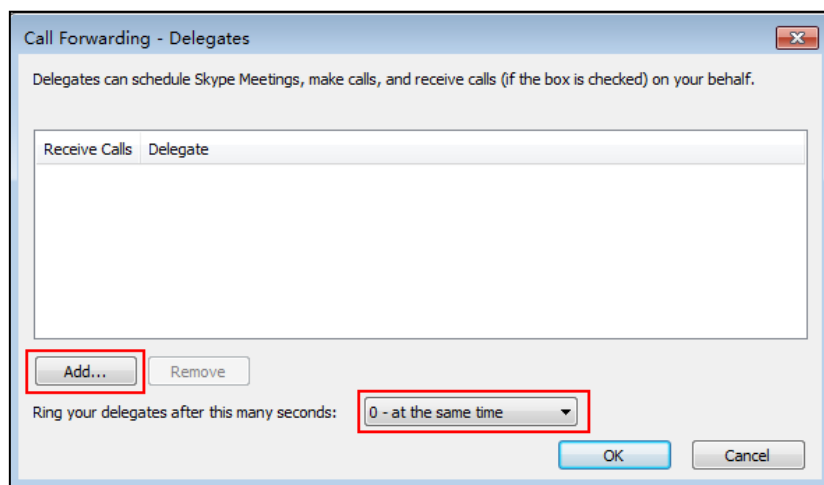 Call Forwarding - Delegates
Delegates can schedule Skype Meetings, make calls, and receive calls (if the box is checked) on your behalf.
Receive Calls Delegate
Add... Remove
Ring your delegates after this many seconds: 0 - at the same time
OK Cancel